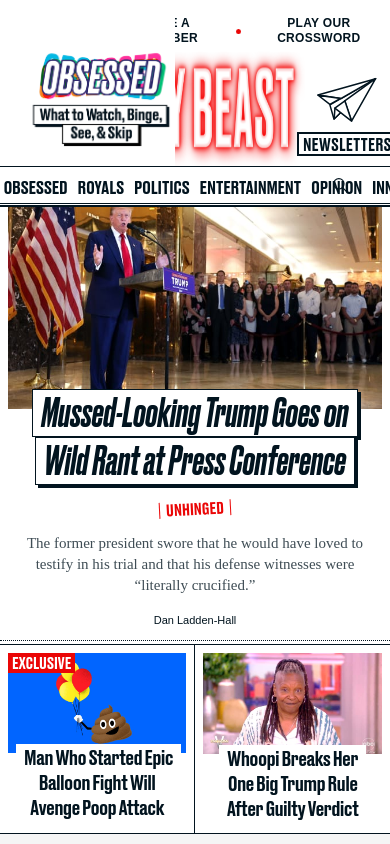 E A
BER
PLAY OUR
CROSSWORD
OBSESSED
What to Watch, Binge,
See, & Skip
Y BEAST
NEWSLETTERS
OBSESSED ROYALS POLITICS ENTERTAINMENT OPINION INN
TRUMP
Mussed-Looking Trump Goes on
Wild Rant at Press Conference
UNHINGED
The former president swore that he would have loved to
testify in his trial and that his defense witnesses were
“literally crucified.”
Dan Ladden-Hall
EXCLUSIVE
Man Who Started Epic
Balloon Fight Will
Avenge Poop Attack
Whoopi Breaks Her
One Big Trump Rule
After Guilty Verdict